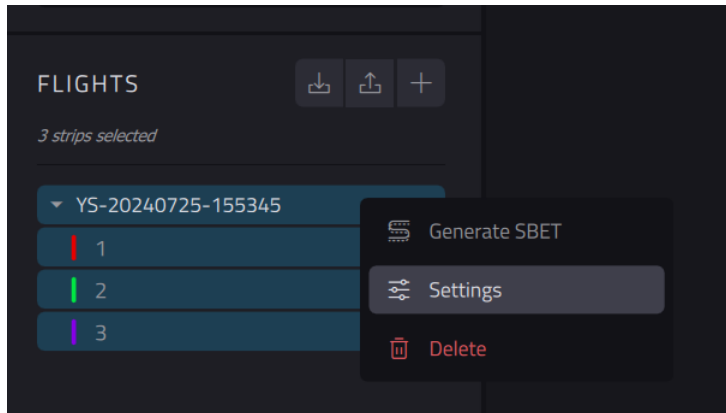 FLIGHTS
3 strips selected
YS-20240725-155345
1
2
3
Generate SBET
Settings
Delete